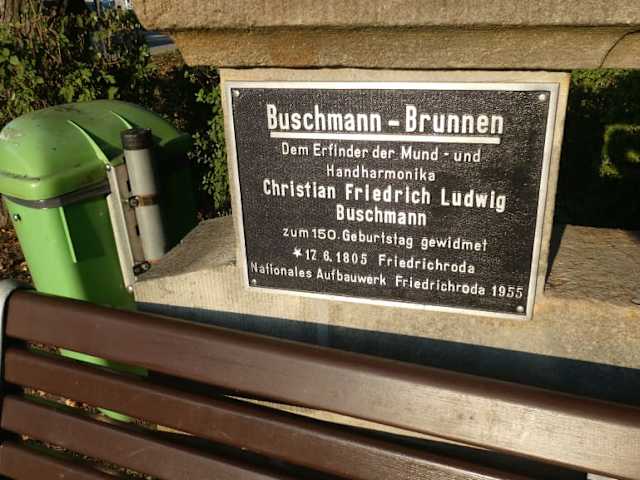 Buschmann-Brunnen
Dem Erfinder der Mund- und
Handharmonika
Christian Friedrich Ludwig
Buschmann
zum 150. Geburtstag gewidmet
*17. 6. 1805 Friedrichroda
Nationales Aufbauwerk Friedrichroda 1955